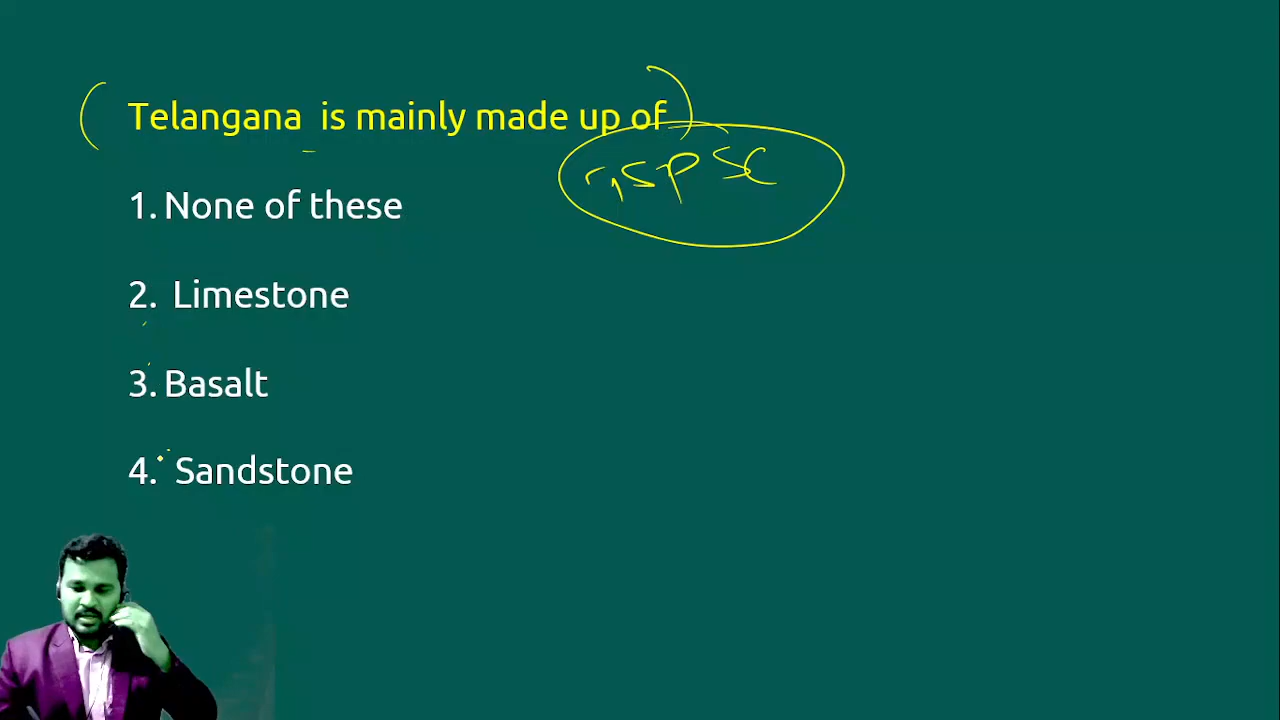 Telangana is mainly made up of
TSPSC
1. None of these
2. Limestone
3. Basalt
4. Sandstone